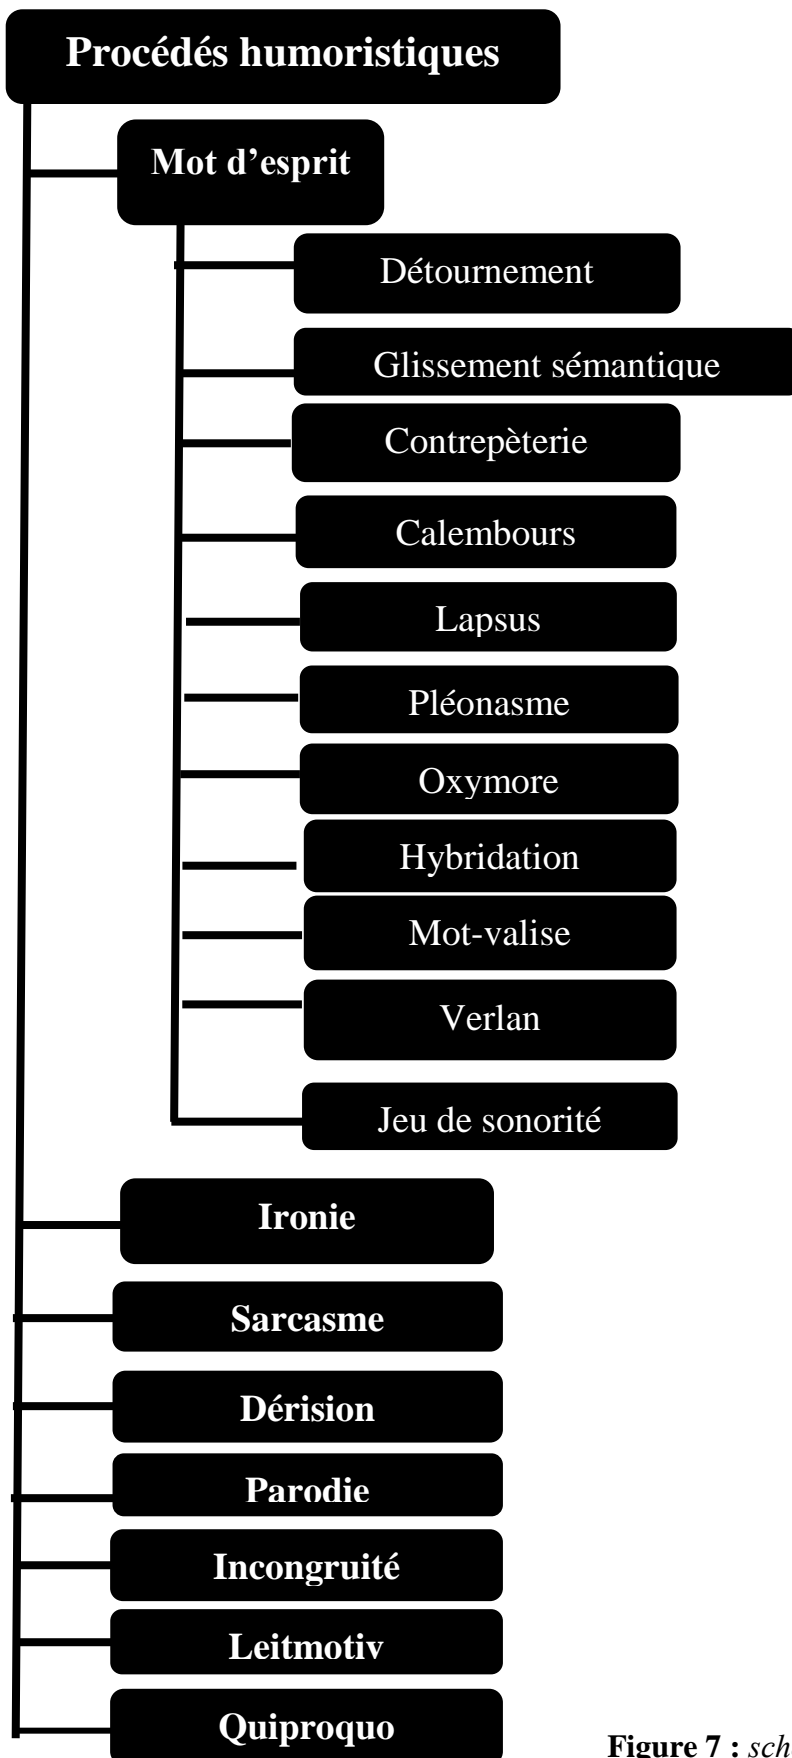 Procédés humoristiques
Mot d’esprit
Détournement
Glissement sémantique
Contrepèterie
Calembours
Lapsus
Pléonasme
Oxymore
Hybridation
Mot-valise
Verlan
Jeu de sonorité
Ironie
Sarcasme
Dérision
Parodie
Incongruité
Leitmotiv
Quiproquo
Figure 7 :